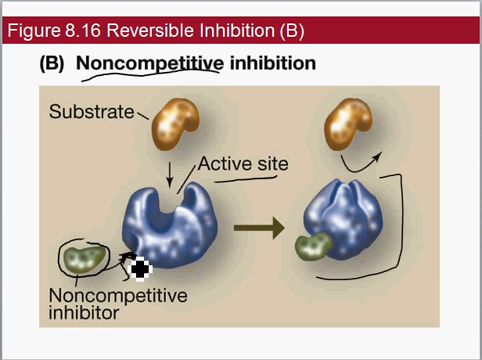 Figure 8.16 Reversible Inhibition (B)
(B) Noncompetitive inhibition
Substrate
Active site
Noncompetitive
inhibitor